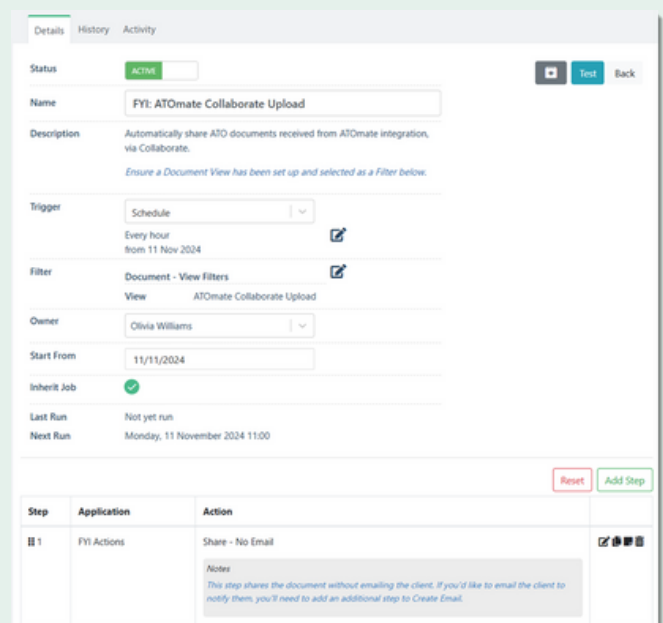 Details History Activity
Status ACTIVE Test Back
Name FYI: ATOmate Collaborate Upload
Description Automatically share ATO documents received from ATOmate integration,
via Collaborate.
Ensure a Document View has been set up and selected as a Filter below.
Trigger Schedule
Every hour
from 11 Nov 2024
Filter Document - View Filters
View ATOmate Collaborate Upload
Owner Olivia Williams
Start From 11/11/2024
Inherit Job
Last Run Not yet run
Next Run Monday, 11 November 2024 11:00
Reset Add Step
Step Application Action
1 FYI Actions Share - No Email
Notes
This step shares the document without emailing the client. If you'd like to email the client to
notify them, you'll need to add an additional step to Create Email.